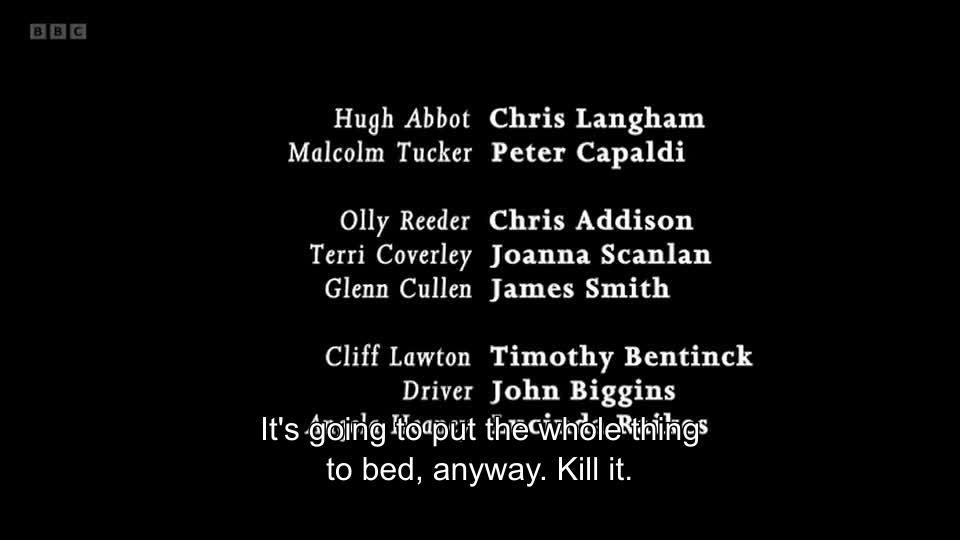 BBC
Hugh Abbot Chris Langham
Malcolm Tucker Peter Capaldi
Olly Reeder Chris Addison
Terri Coverley Joanna Scanlan
Glenn Cullen James Smith
Cliff Lawton Timothy Bentinck
Driver John Biggins
It's going to put the whole thing
to bed, anyway. Kill it.